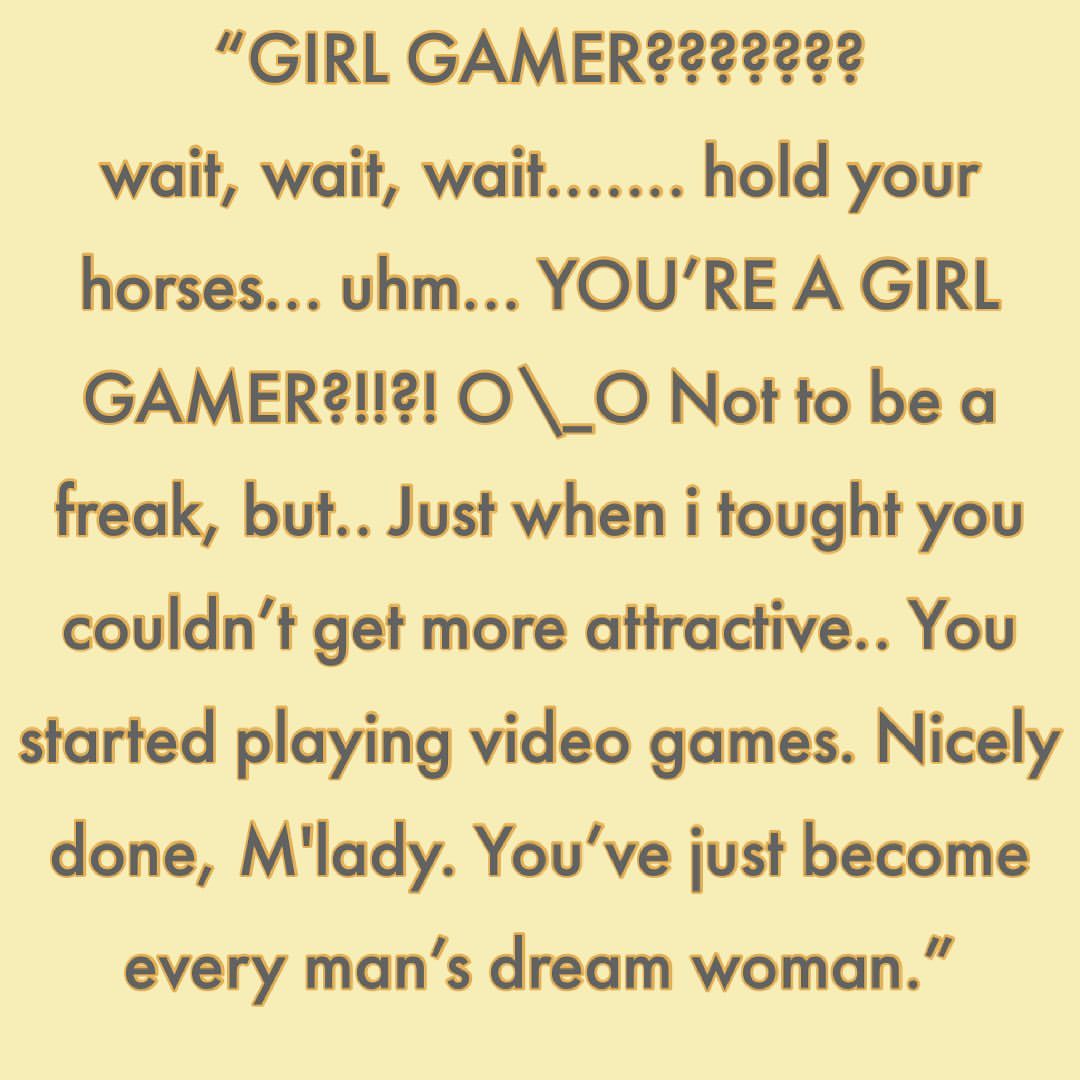 “GIRL GAMER???????
wait, wait, wait....... hold your
horses... uhm... YOU’RE A GIRL
GAMER?!!?! O\_O Not to be a
freak, but.. Just when i tought you
couldn’t get more attractive.. You
started playing video games. Nicely
done, M'lady. You’ve just become
every man’s dream woman.”